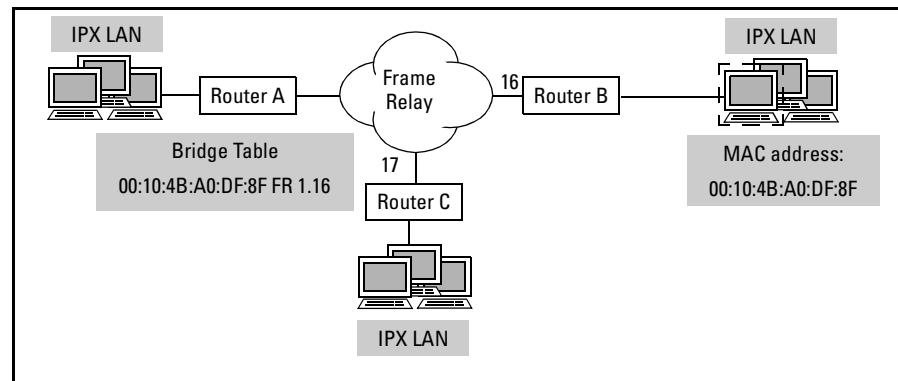 IPX LAN
IPX LAN
Frame
Relay
16
Router A
Router B
Bridge Table
00:10:4B:A0:DF:8F FR 1.16
17
MAC address:
00:10:4B:A0:DF:8F
Router C
IPX LAN